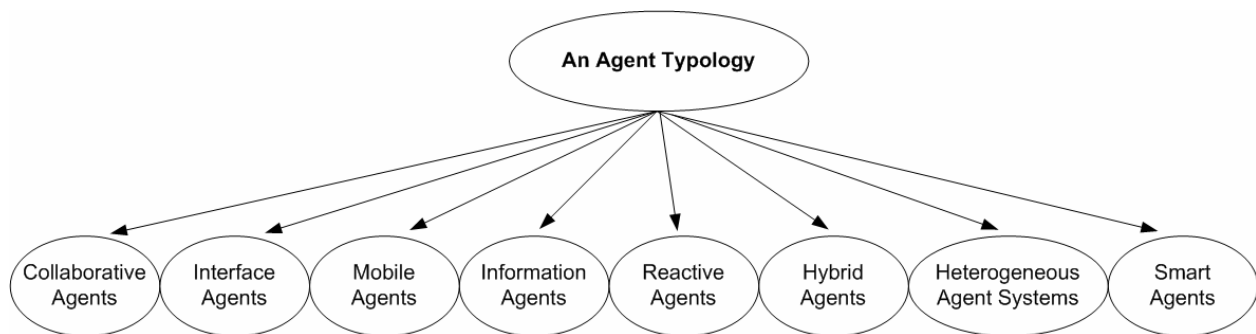 An Agent Typology
Collaborative
Agents
Interface
Agents
Mobile
Agents
Information
Agents
Reactive
Agents
Hybrid
Agents
Heterogeneous
Agent Systems
Smart
Agents